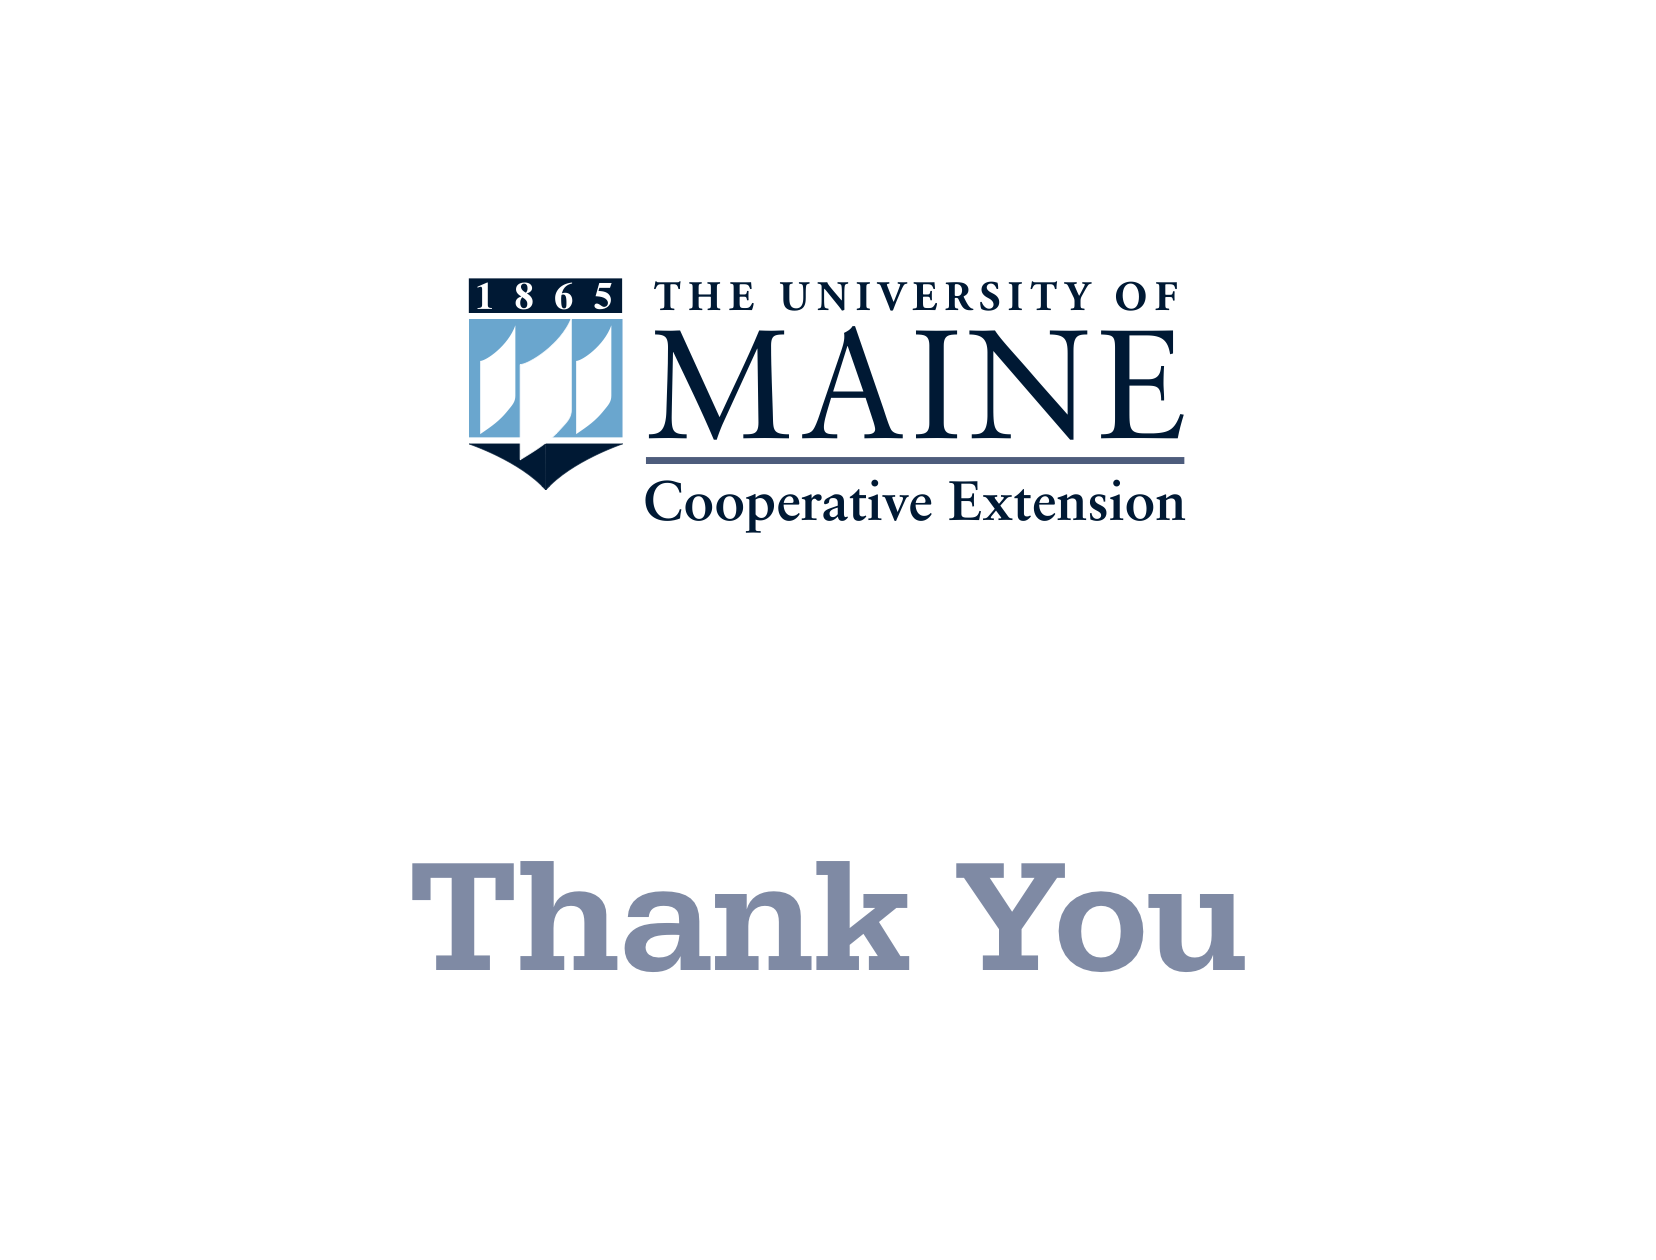 1865
THE UNIVERSITY OF
MAINE
Cooperative Extension
Thank You